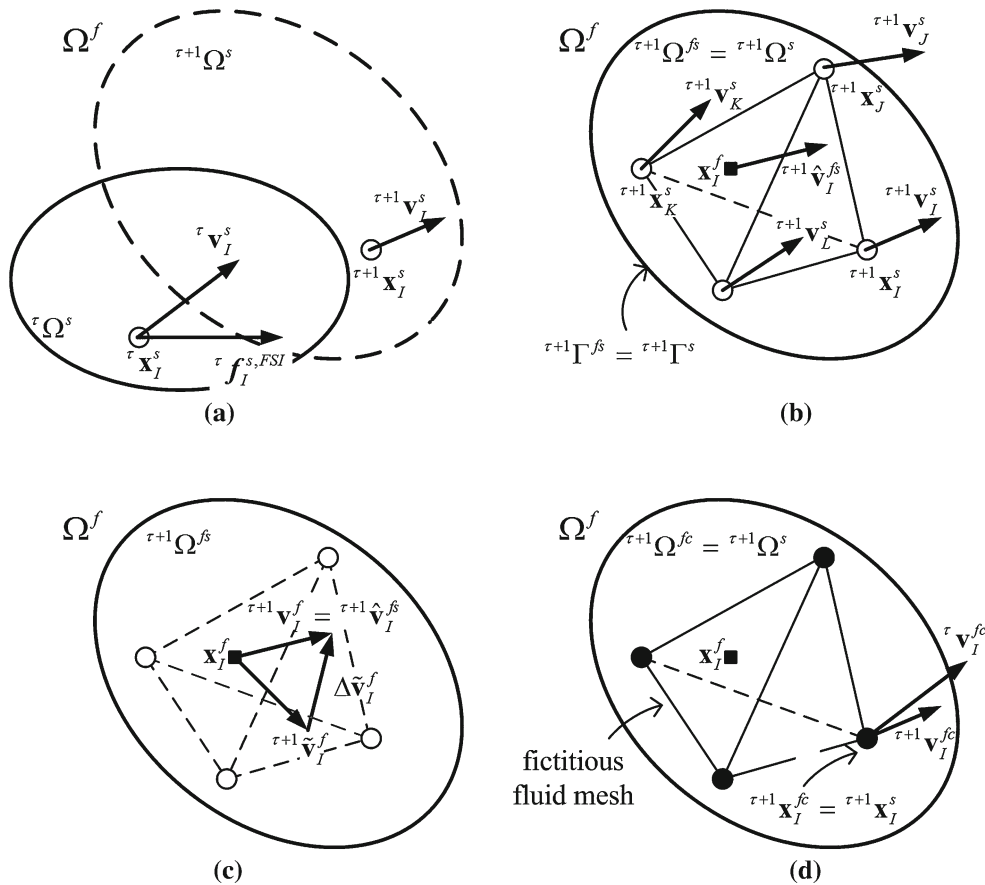 Ω^f
^{τ+1}Ω^s
^{τ+1}v_I^s
^τv_I^s
^{τ+1}x_I^s
^τΩ^s
^τx_I^s
^τf_I^{s,FSI}
(a)
Ω^f
^{τ+1}Ω^{fs} = ^{τ+1}Ω^s
^{τ+1}v_J^s
^{τ+1}v_K^s
^{τ+1}x_J^s
x_I^f
^{τ+1}v̂_I^{fs}
^{τ+1}x_K^s
^{τ+1}v_I^s
^{τ+1}v_L^s
^{τ+1}x_I^s
^{τ+1}Γ^{fs} = ^{τ+1}Γ^s
(b)
Ω^f
^{τ+1}Ω^{fs}
^{τ+1}v_I^f = ^{τ+1}v̂_I^{fs}
x_I^f
Δṽ_I^f
^{τ+1}ṽ_I^f
(c)
Ω^f
^{τ+1}Ω^{fc} = ^{τ+1}Ω^s
x_I^f
^τv_I^{fc}
^{τ+1}v_I^{fc}
fictitious
fluid mesh
^{τ+1}x_I^{fc} = ^{τ+1}x_I^s
(d)